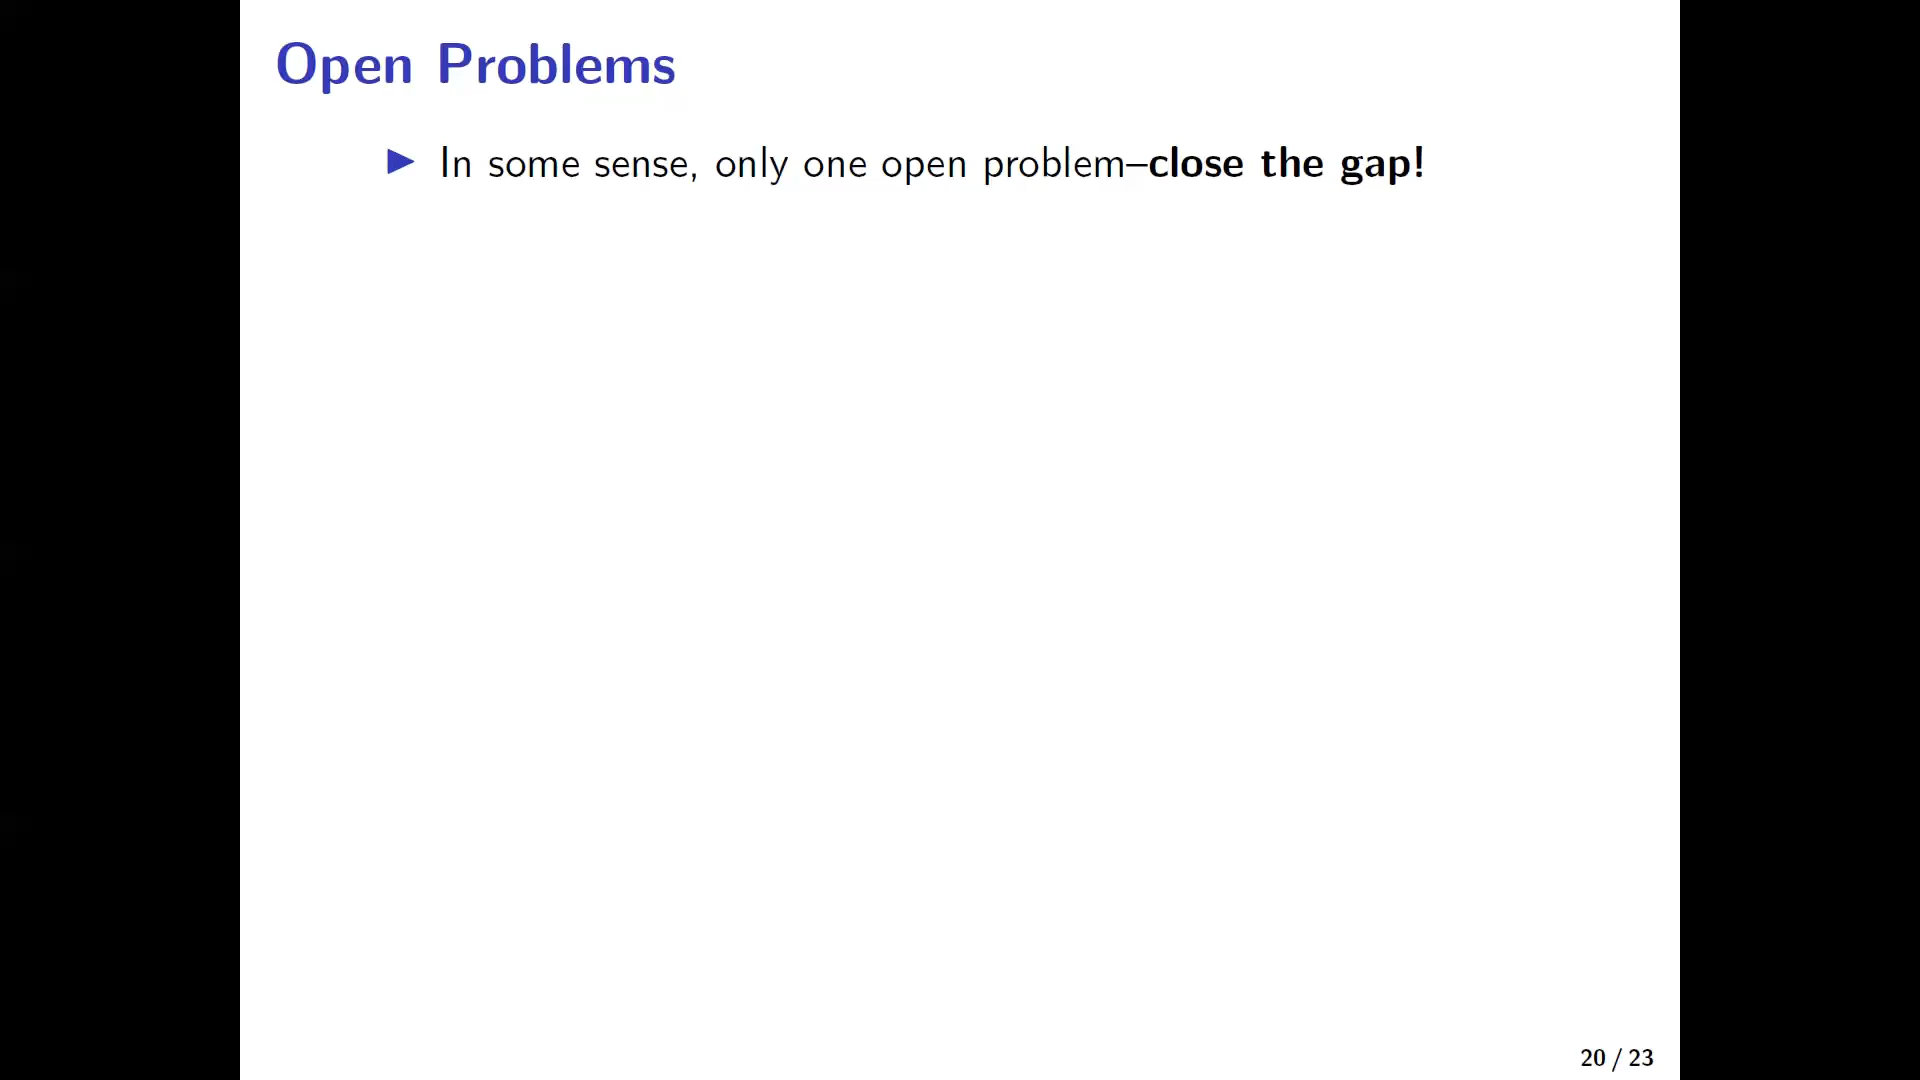 Open Problems
In some sense, only one open problem–close the gap!
20 / 23